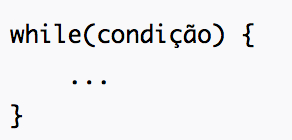 while(condição) {
    ...
}